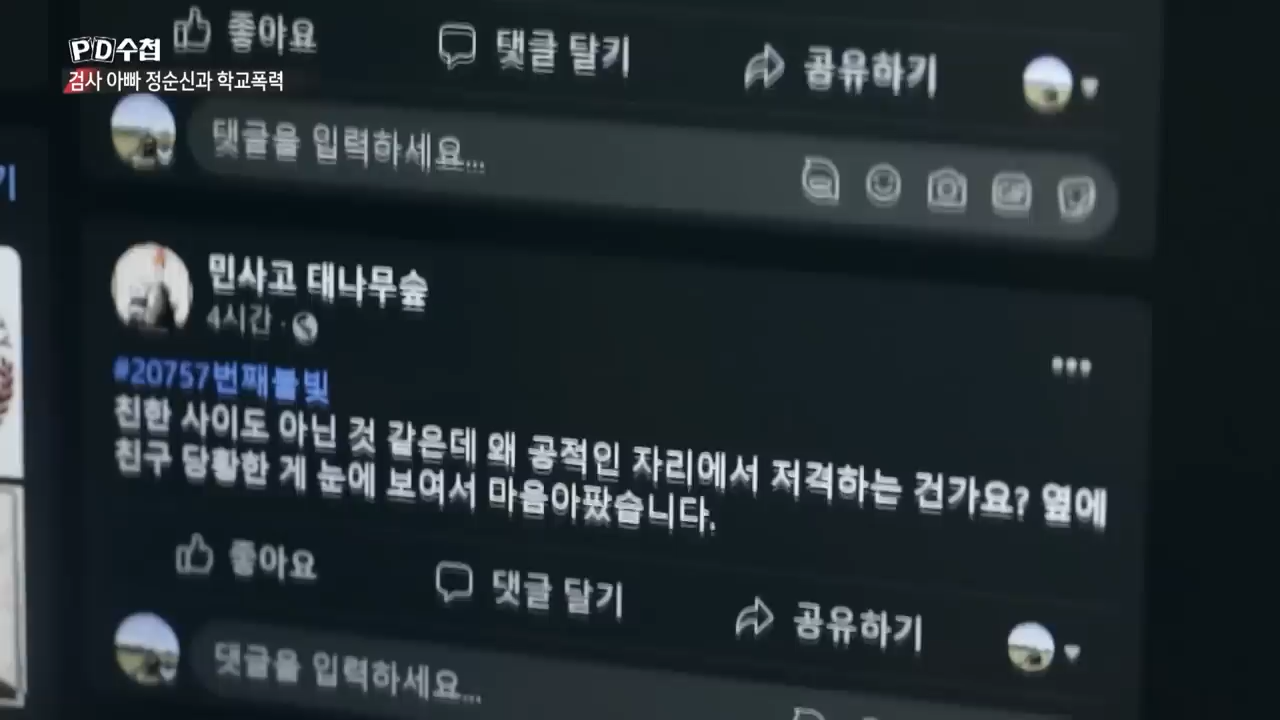 PD수첩
검사 아빠 정순신과 학교폭력
좋아요
댓글 달기
공유하기
댓글을 입력하세요...
기
민사고 대나무숲
4시간 ·
#20757번째불빛
친한 사이도 아닌 것 같은데 왜 공적인 자리에서 저격하는 건가요? 옆에
친구 당황한 게 눈에 보여서 마음아팠습니다.
좋아요
댓글 달기
공유하기
댓글을 입력하세요...